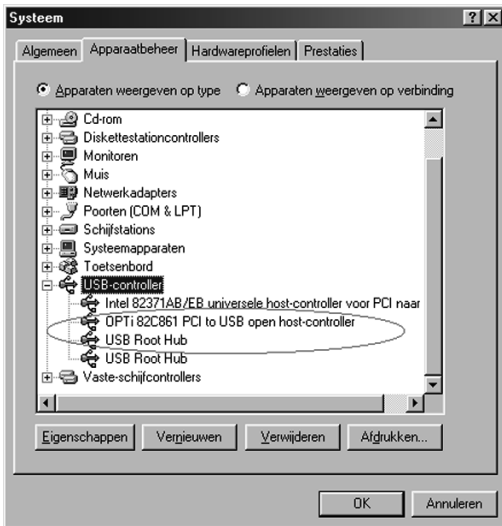 Systeem
Algemeen Apparaatbeheer Hardwareprofielen Prestaties
Apparaten weergeven op type Apparaten weergeven op verbinding
Cd-rom
Diskettestationcontrollers
Monitoren
Muis
Netwerkadapters
Poorten (COM & LPT)
Schijfstations
Systeemapparaten
Toetsenbord
USB-controller
Intel 82371AB/EB universele host-controller voor PCI naar
OPTi 82C861 PCI to USB open host-controller
USB Root Hub
USB Root Hub
Vaste-schijfcontrollers
Eigenschappen Vernieuwen Verwijderen Afdrukken...
OK Annuleren